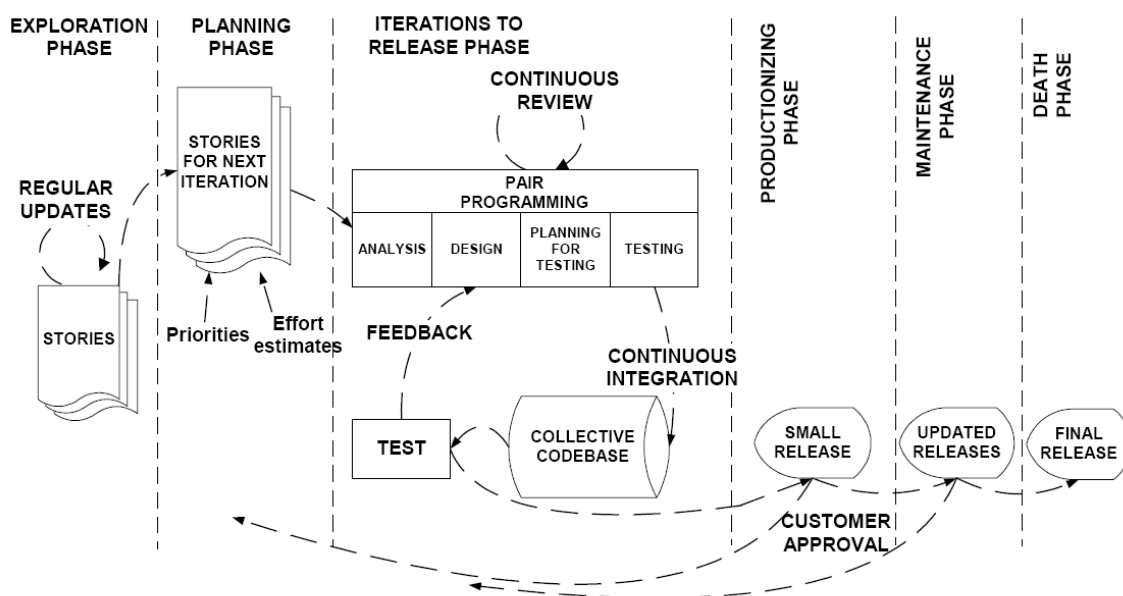 EXPLORATION
PHASE
PLANNING
PHASE
ITERATIONS TO
RELEASE PHASE
PRODUCTIONIZING
PHASE
MAINTENANCE
PHASE
DEATH
PHASE
REGULAR
UPDATES
STORIES
STORIES
FOR NEXT
ITERATION
Priorities
Effort
estimates
CONTINUOUS
REVIEW
PAIR
PROGRAMMING
ANALYSIS
DESIGN
PLANNING
FOR
TESTING
TESTING
FEEDBACK
CONTINUOUS
INTEGRATION
TEST
COLLECTIVE
CODEBASE
SMALL
RELEASE
UPDATED
RELEASES
FINAL
RELEASE
CUSTOMER
APPROVAL